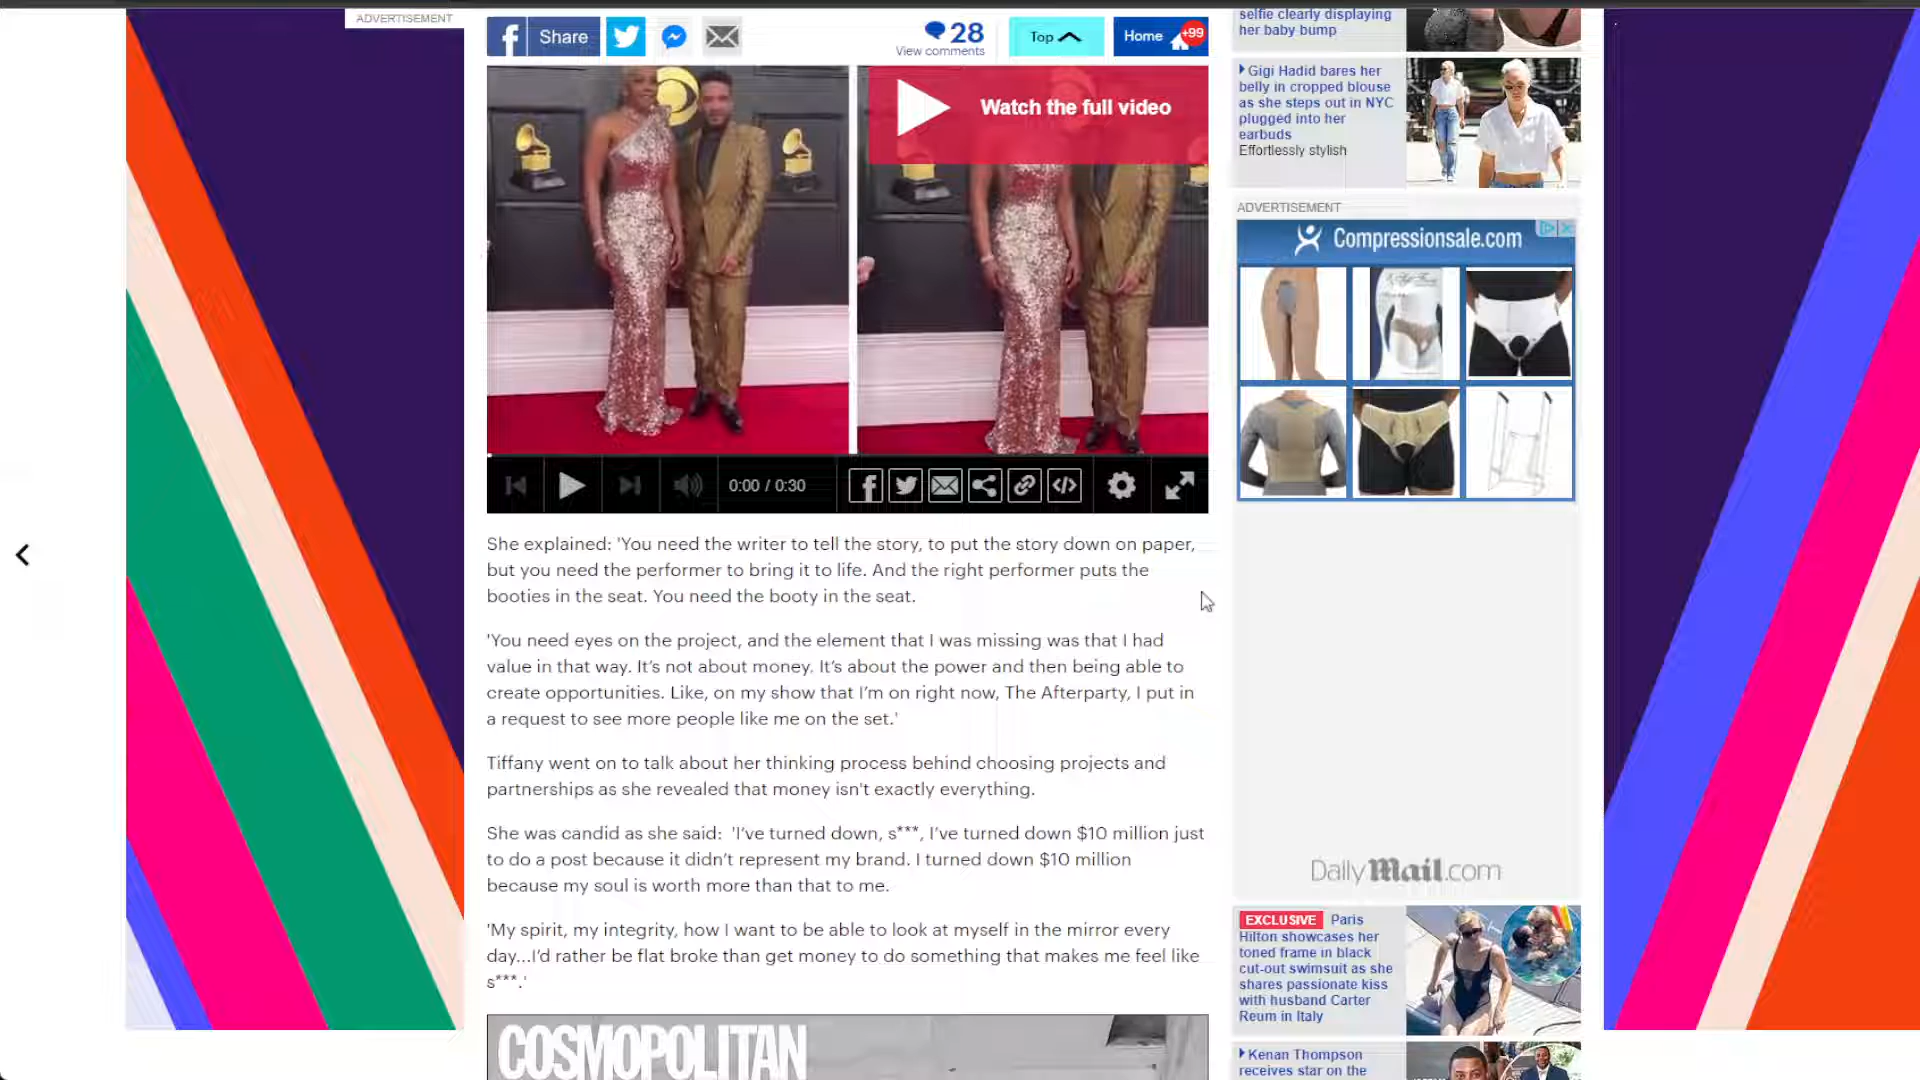 ADVERTISEMENT
Share
28
View comments
Top
Home
+99
Watch the full video
0:00 / 0:30
She explained: 'You need the writer to tell the story, to put the story down on paper,
but you need the performer to bring it to life. And the right performer puts the
booties in the seat. You need the booty in the seat.
'You need eyes on the project, and the element that I was missing was that I had
value in that way. It's not about money. It's about the power and then being able to
create opportunities. Like, on my show that I'm on right now, The Afterparty, I put in
a request to see more people like me on the set.'
Tiffany went on to talk about her thinking process behind choosing projects and
partnerships as she revealed that money isn't exactly everything.
She was candid as she said:  'I've turned down, s***, I've turned down $10 million just
to do a post because it didn't represent my brand. I turned down $10 million
because my soul is worth more than that to me.
'My spirit, my integrity, how I want to be able to look at myself in the mirror every
day...I'd rather be flat broke than get money to do something that makes me feel like
s***.'
COSMOPOLITAN
selfie clearly displaying
her baby bump
Gigi Hadid bares her
belly in cropped blouse
as she steps out in NYC
plugged into her
earbuds
Effortlessly stylish
ADVERTISEMENT
Compressionsale.com
DailyMail.com
EXCLUSIVE Paris
Hilton showcases her
toned frame in black
cut-out swimsuit as she
shares passionate kiss
with husband Carter
Reum in Italy
Kenan Thompson
receives star on the